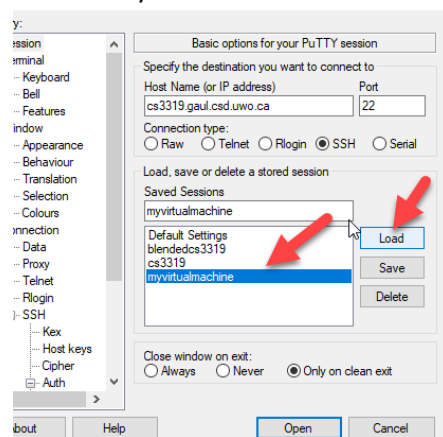 y:
ession
erminal
Keyboard
Bell
Features
indow
Appearance
Behaviour
Translation
Selection
Colours
onnection
Data
Proxy
Telnet
Rlogin
SSH
Kex
Host keys
Cipher
Auth
Basic options for your PuTTY session
Specify the destination you want to connect to
Host Name (or IP address) Port
cs3319.gaul.csd.uwo.ca 22
Connection type:
Raw Telnet Rlogin SSH Serial
Load, save or delete a stored session
Saved Sessions
myvirtualmachine
Default Settings
blendedcs3319
cs3319
myvirtualmachine
Load
Save
Delete
Close window on exit:
Always Never Only on clean exit
bout Help Open Cancel